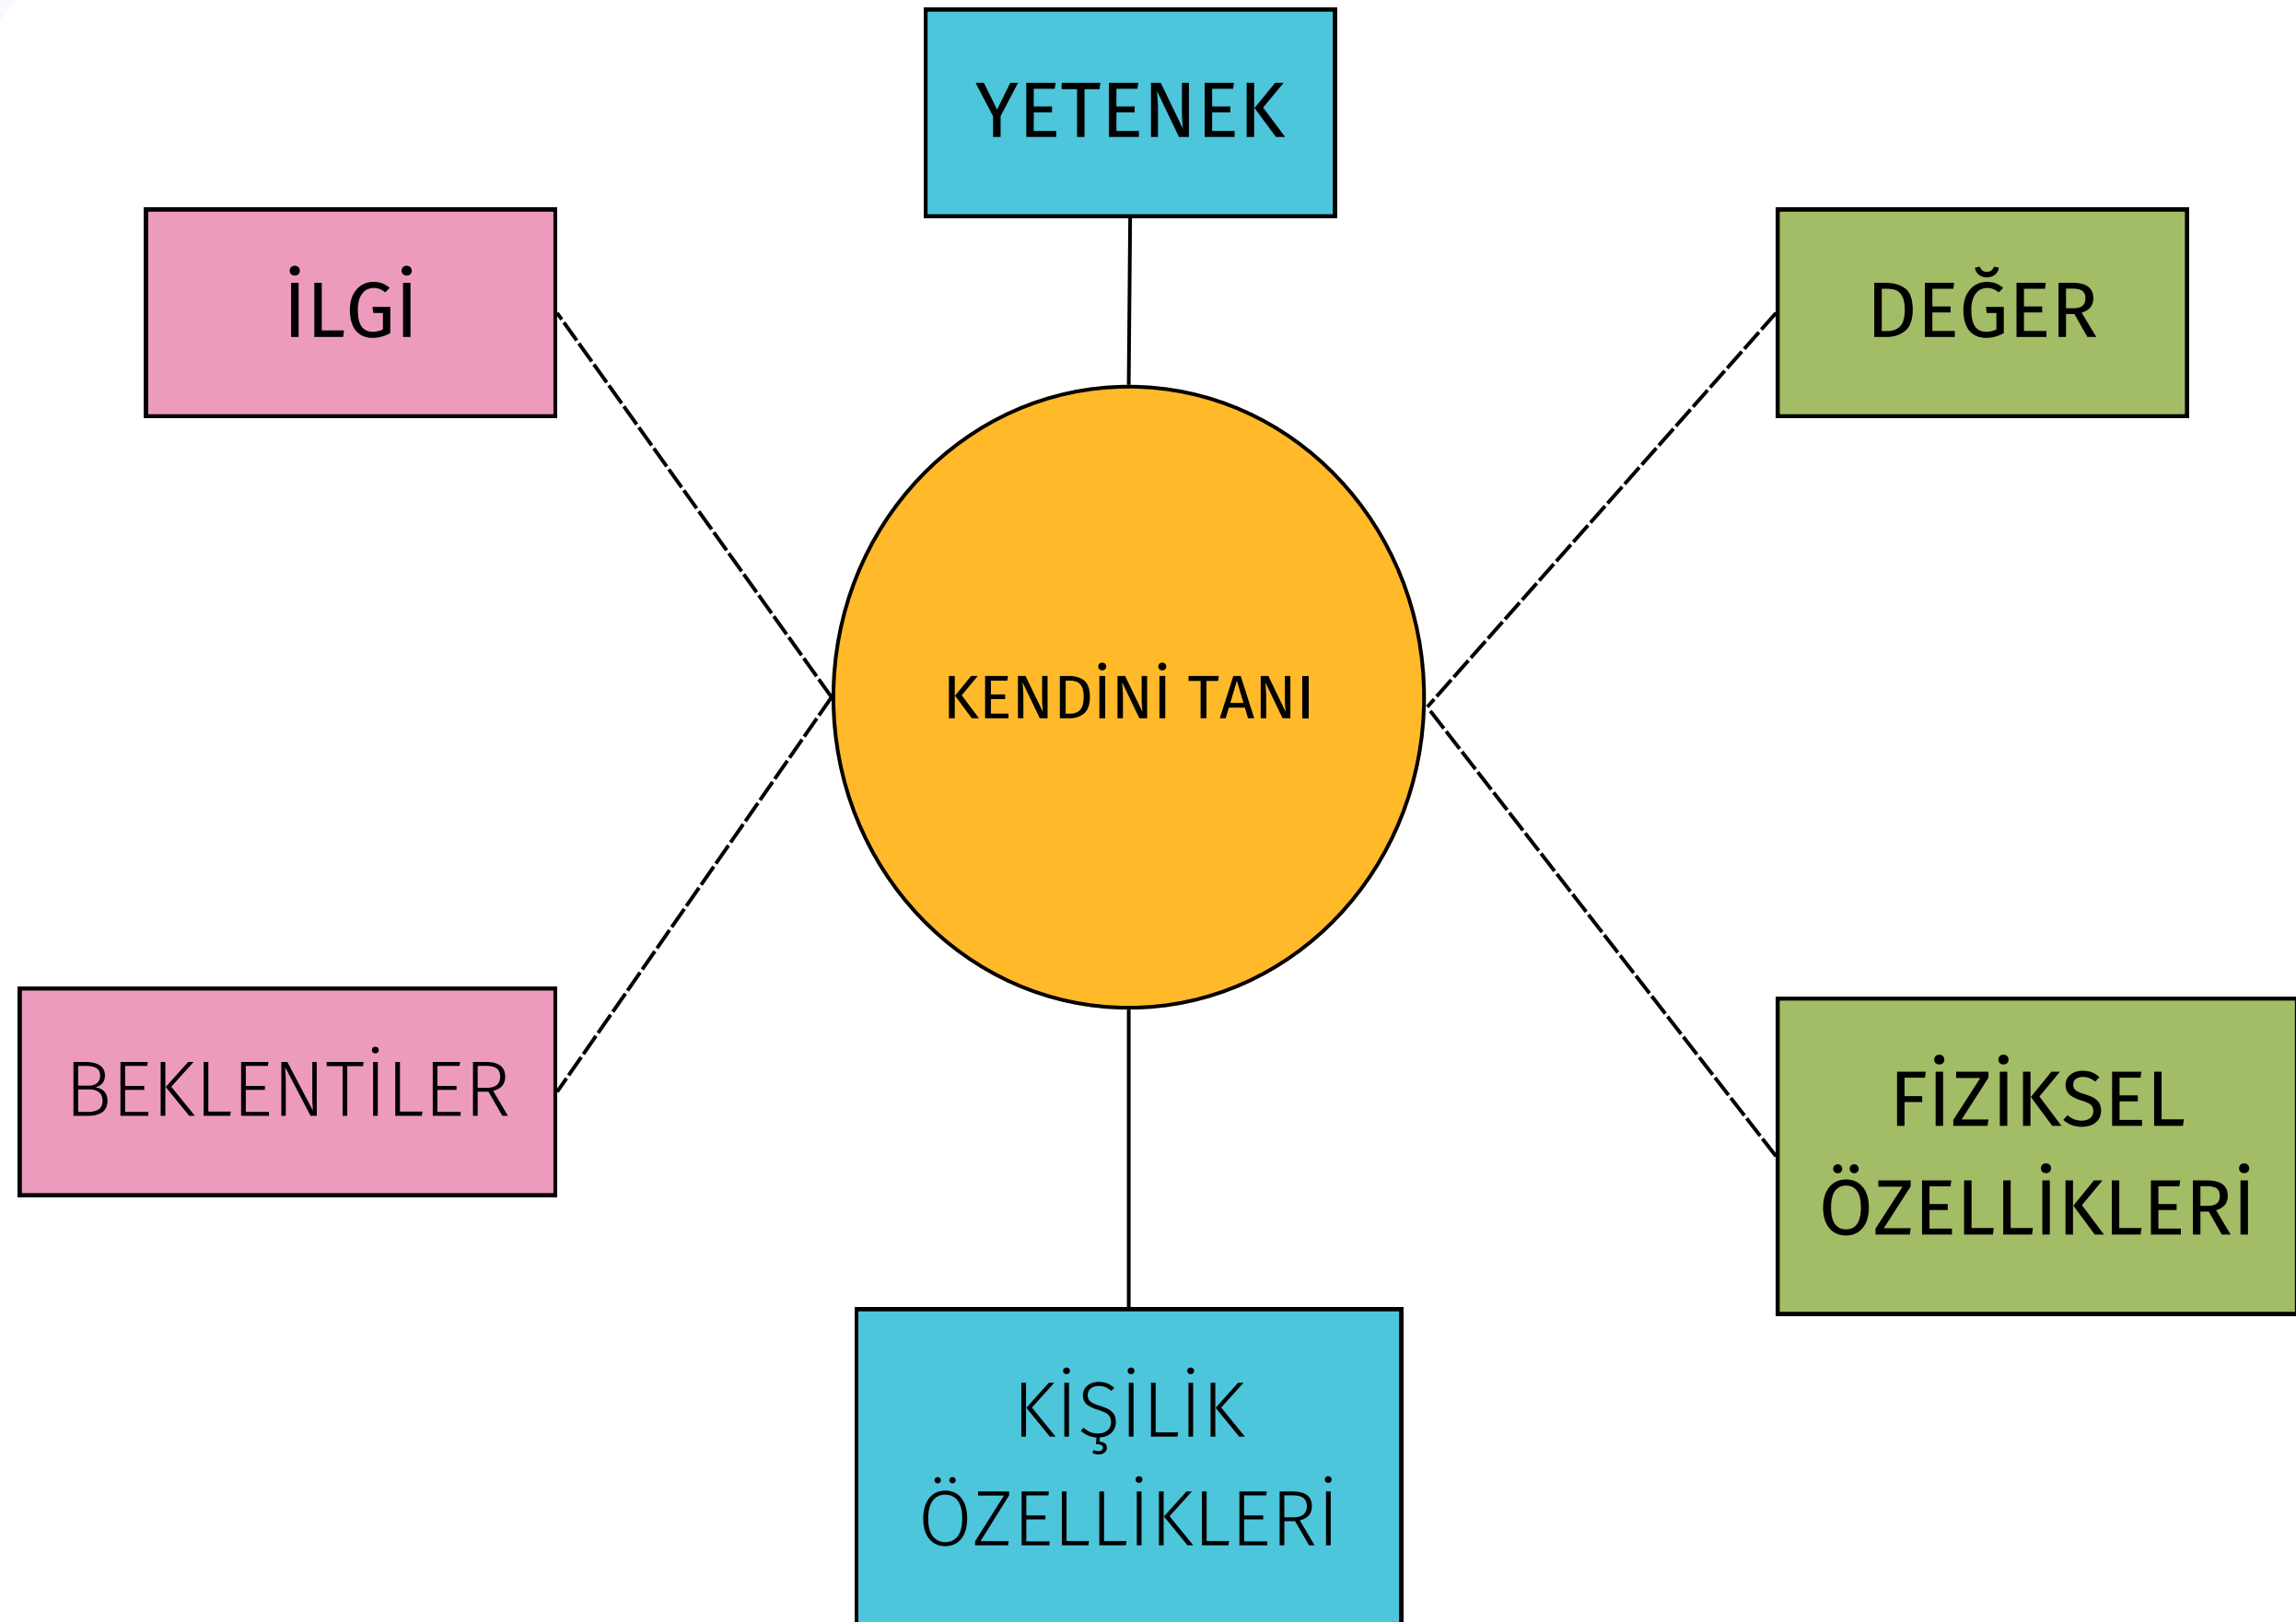 YETENEK
İLGİ
DEĞER
KENDİNİ TANI
BEKLENTİLER
FİZİKSEL
ÖZELLİKLERİ
KİŞİLİK
ÖZELLİKLERİ